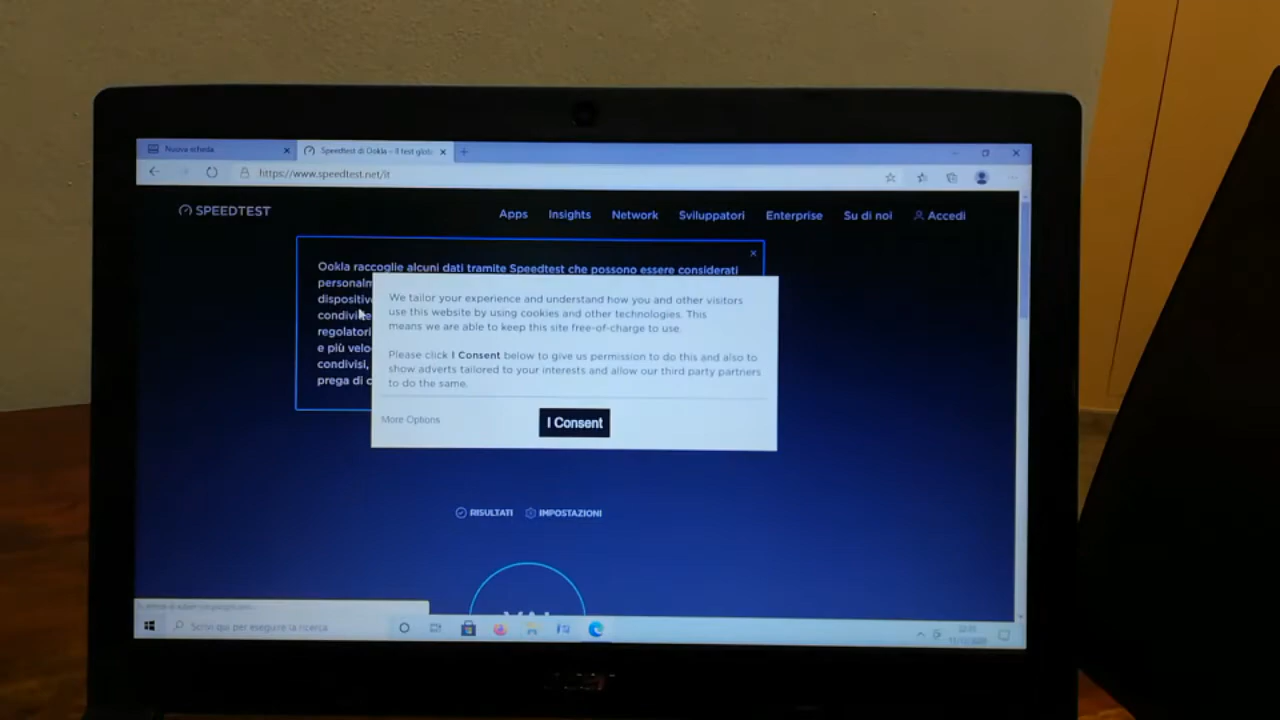 Nuova scheda
Speedtest di Ookla - Il test glob
https://www.speedtest.net/it
SPEEDTEST
Apps Insights Network Sviluppatori Enterprise Su di noi Accedi
Ookla raccoglie alcuni dati tramite Speedtest che possono essere considerati
personalm
dispositiv
condivide
regolatori
e più velo
condivisi,
prega di c
We tailor your experience and understand how you and other visitors
use this website by using cookies and other technologies. This
means we are able to keep this site free-of-charge to use.
Please click I Consent below to give us permission to do this and also to
show adverts tailored to your interests and allow our third party partners
to do the same.
More Options
I Consent
RISULTATI IMPOSTAZIONI
Scrivi qui per eseguire la ricerca
acer